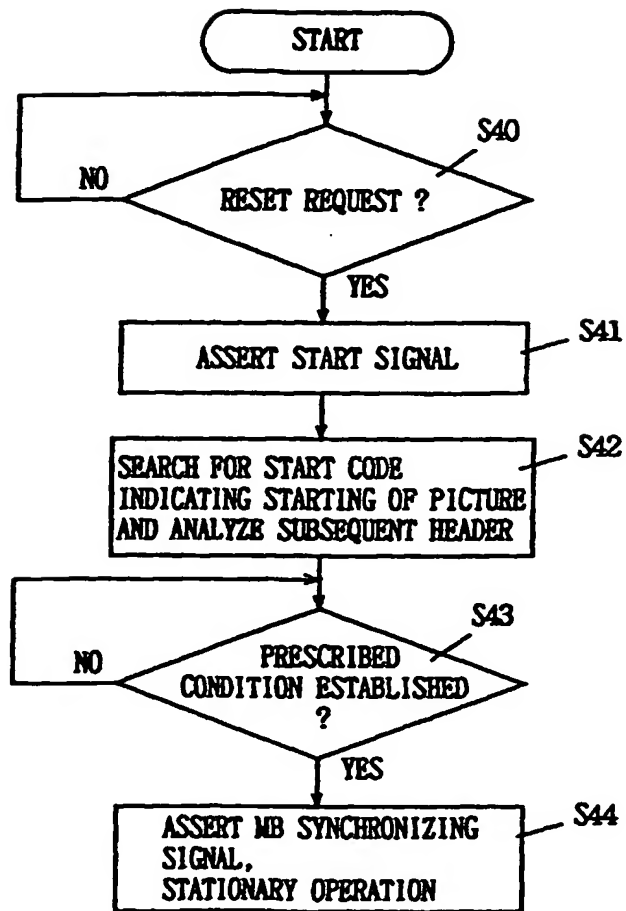 START
S40
NO
RESET REQUEST ?
YES
S41
ASSERT START SIGNAL
S42
SEARCH FOR START CODE
INDICATING STARTING OF PICTURE
AND ANALYZE SUBSEQUENT HEADER
S43
NO
PRESCRIBED
CONDITION ESTABLISHED
?
YES
S44
ASSERT MB SYNCHRONIZING
SIGNAL,
STATIONARY OPERATION